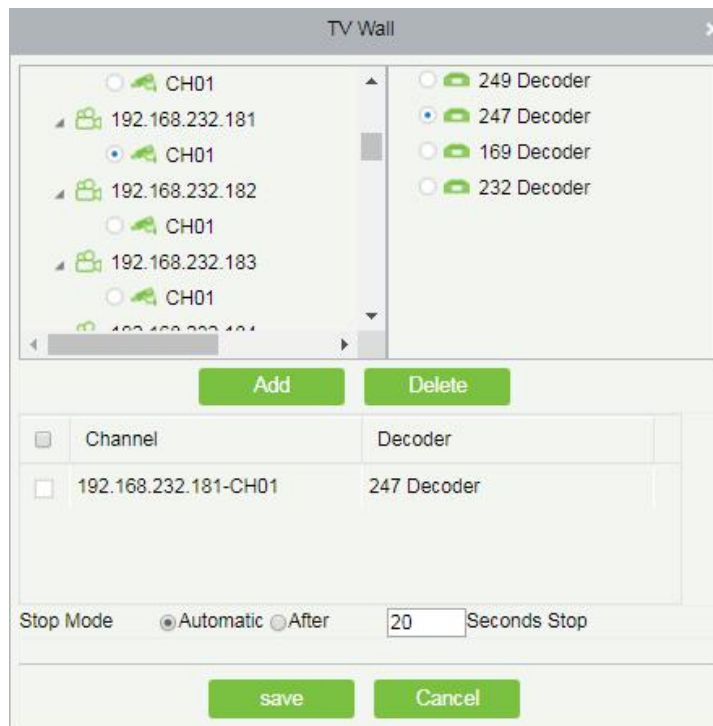 TV Wall
CH01
192.168.232.181
CH01
192.168.232.182
CH01
192.168.232.183
CH01
249 Decoder
247 Decoder
169 Decoder
232 Decoder
Add Delete
Channel Decoder
192.168.232.181-CH01 247 Decoder
Stop Mode Automatic After 20 Seconds Stop
save Cancel